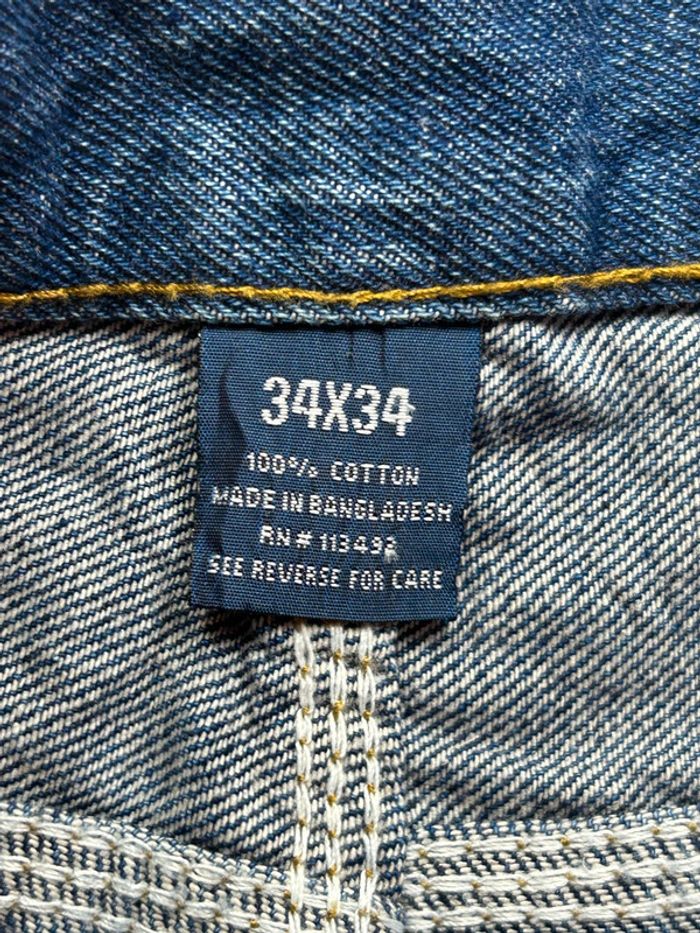 34X34
100% COTTON
MADE IN BANGLADESH
RN# 113492
SEE REVERSE FOR CARE